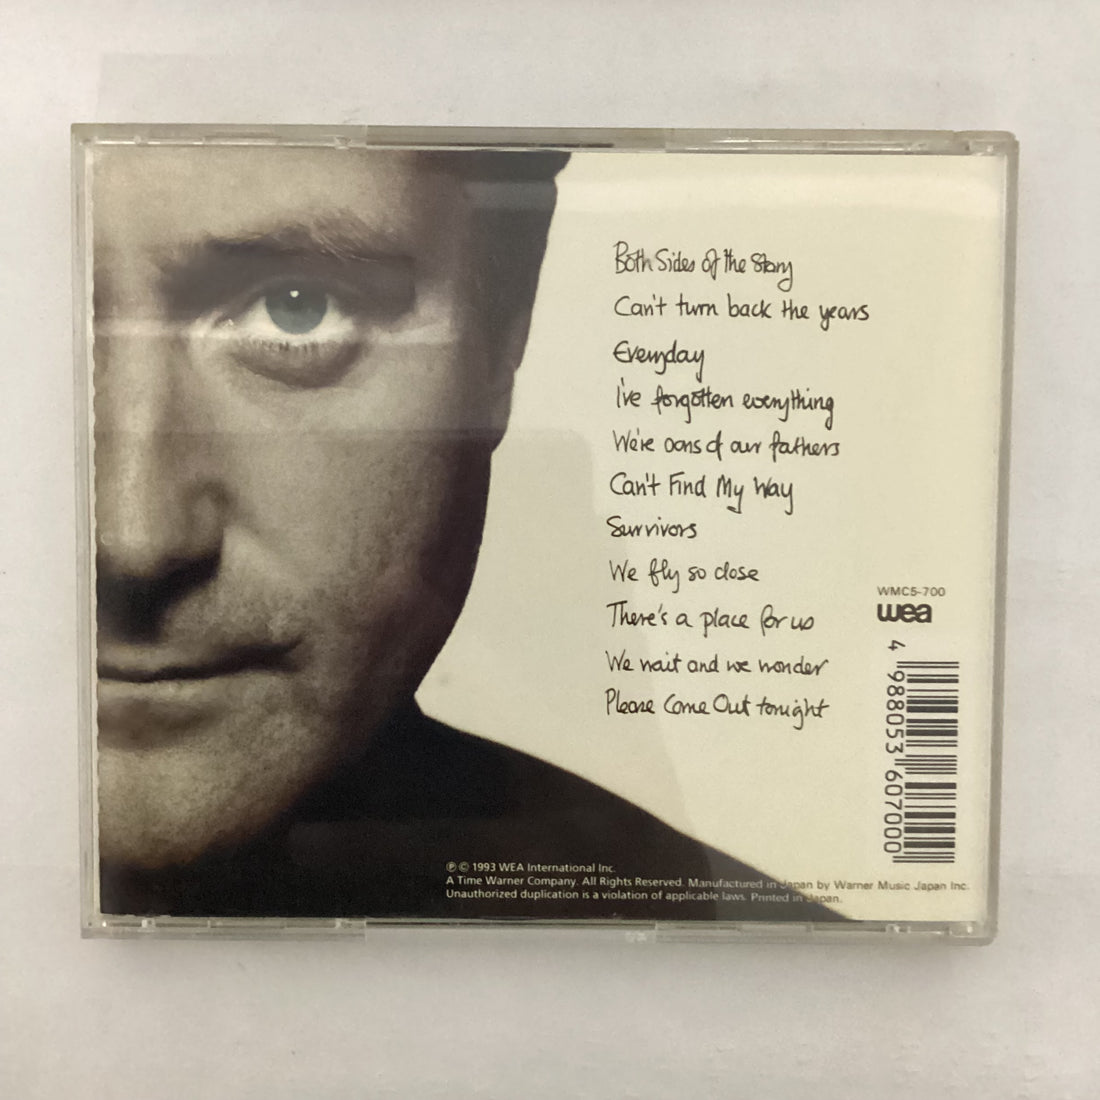 Both Sides of the Story
Can't turn back the years
Everyday
I've forgotten everything
We're sons of our fathers
Can't Find My Way
Survivors
We fly so close
There's a place for us
We wait and we wonder
Please Come Out tonight
WMC5-700
wea
4 988053 607000
℗ © 1993 WEA International Inc.
A Time Warner Company. All Rights Reserved. Manufactured in Japan by Warner Music Japan Inc.
Unauthorized duplication is a violation of applicable laws. Printed in Japan.